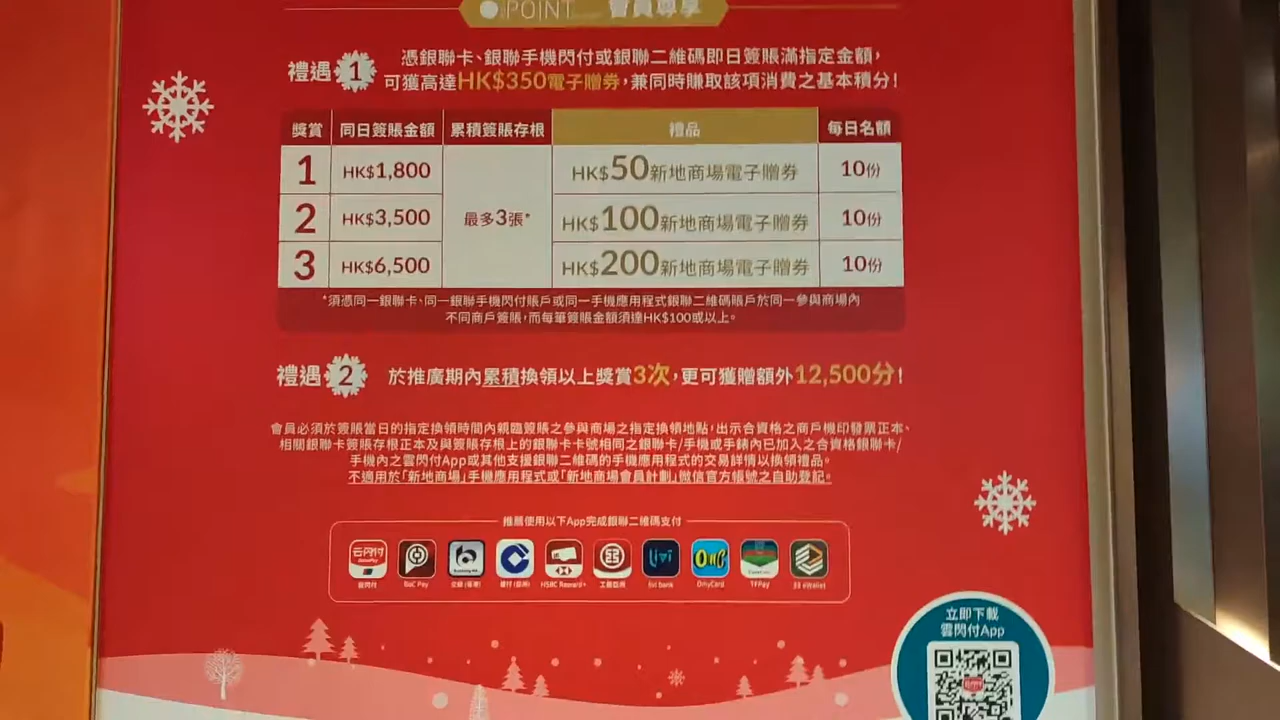 POINT 會員尊享
禮遇 1 憑銀聯卡、銀聯手機閃付或銀聯二維碼即日簽賬滿指定金額，
可獲高達HK$350電子贈券，兼同時賺取該項消費之基本積分！
獎賞 同日簽賬金額 累積簽賬存根 禮品 每日名額
1 HK$1,800 HK$50新地商場電子贈券 10份
2 HK$3,500 最多3張* HK$100新地商場電子贈券 10份
3 HK$6,500 HK$200新地商場電子贈券 10份
*須憑同一銀聯卡、同一銀聯手機閃付賬戶或同一手機應用程式銀聯二維碼賬戶於同一參與商場內
不同商戶簽賬，而每筆簽賬金額須達HK$100或以上。
禮遇 2 於推廣期內累積換領以上獎賞3次，更可獲贈額外12,500分！
會員必須於簽賬當日的指定換領時間內親臨簽賬之參與商場之指定換領地點，出示合資格之商戶機印發票正本、
相關銀聯卡簽賬存根正本及與簽賬存根上的銀聯卡卡號相同之銀聯卡/手機或手錶內已加入之合資格銀聯卡/
手機內之雲閃付App或其他支援銀聯二維碼的手機應用程式的交易詳情以換領禮品。
不適用於「新地商場」手機應用程式或「新地商場會員計劃」微信官方帳號之自助登記。
推薦使用以下App完成銀聯二維碼支付
云闪付 livi OmyC
雲閃付 BoC Pay HSBC Reward+ 工銀亞洲 livi bank OmyCard TFPay 33 eWallet
立即下載
雲閃付App